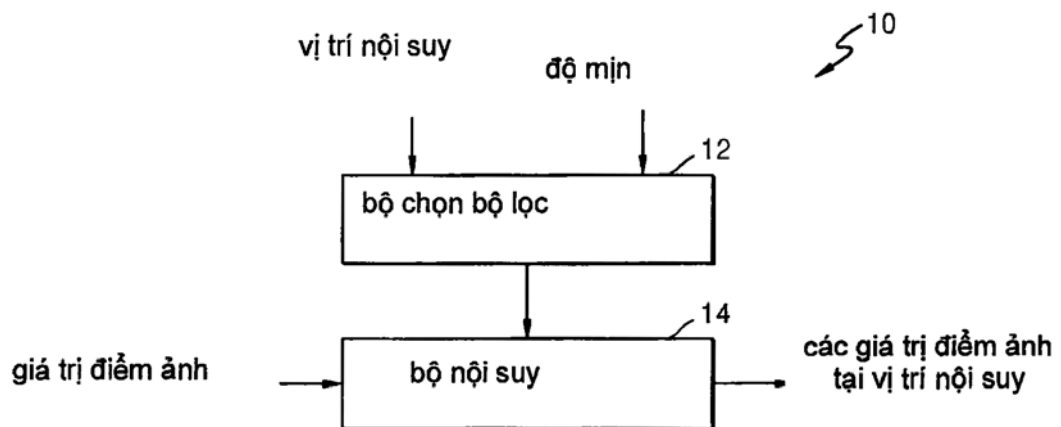 vị trí nội suy
10
độ mịn
12
bộ chọn bộ lọc
14
giá trị điểm ảnh
bộ nội suy
các giá trị điểm ảnh
tại vị trí nội suy